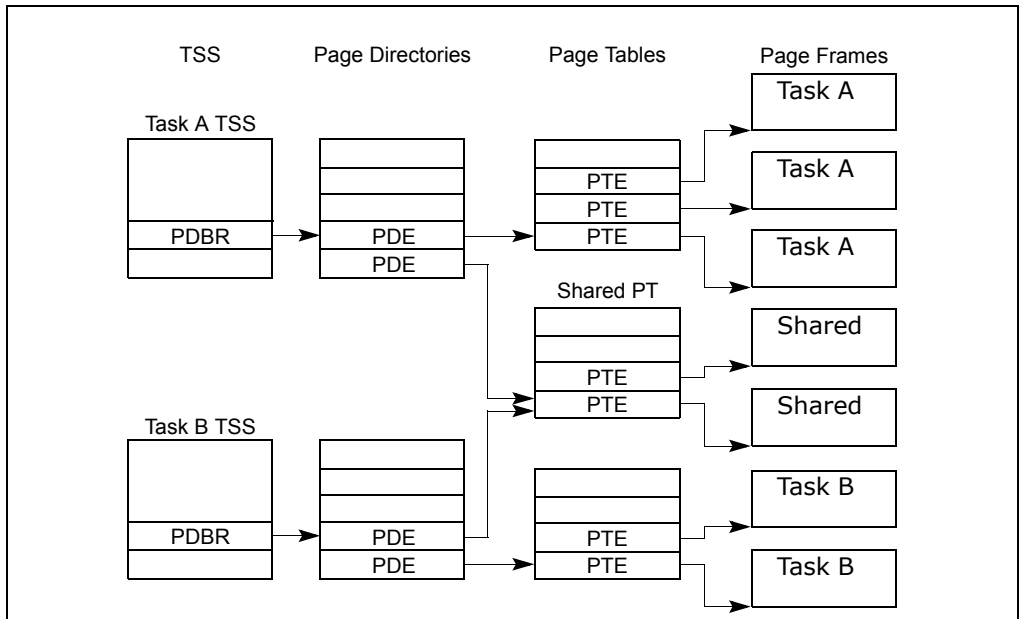 TSS Page Directories Page Tables Page Frames
Task A
Task A TSS
Task A
PTE
PTE
PDBR PDE PTE
Task A
PDE
Shared PT
Shared
PTE
PTE
Shared
Task B TSS
Task B
PDBR PDE PTE
PDE PTE
Task B